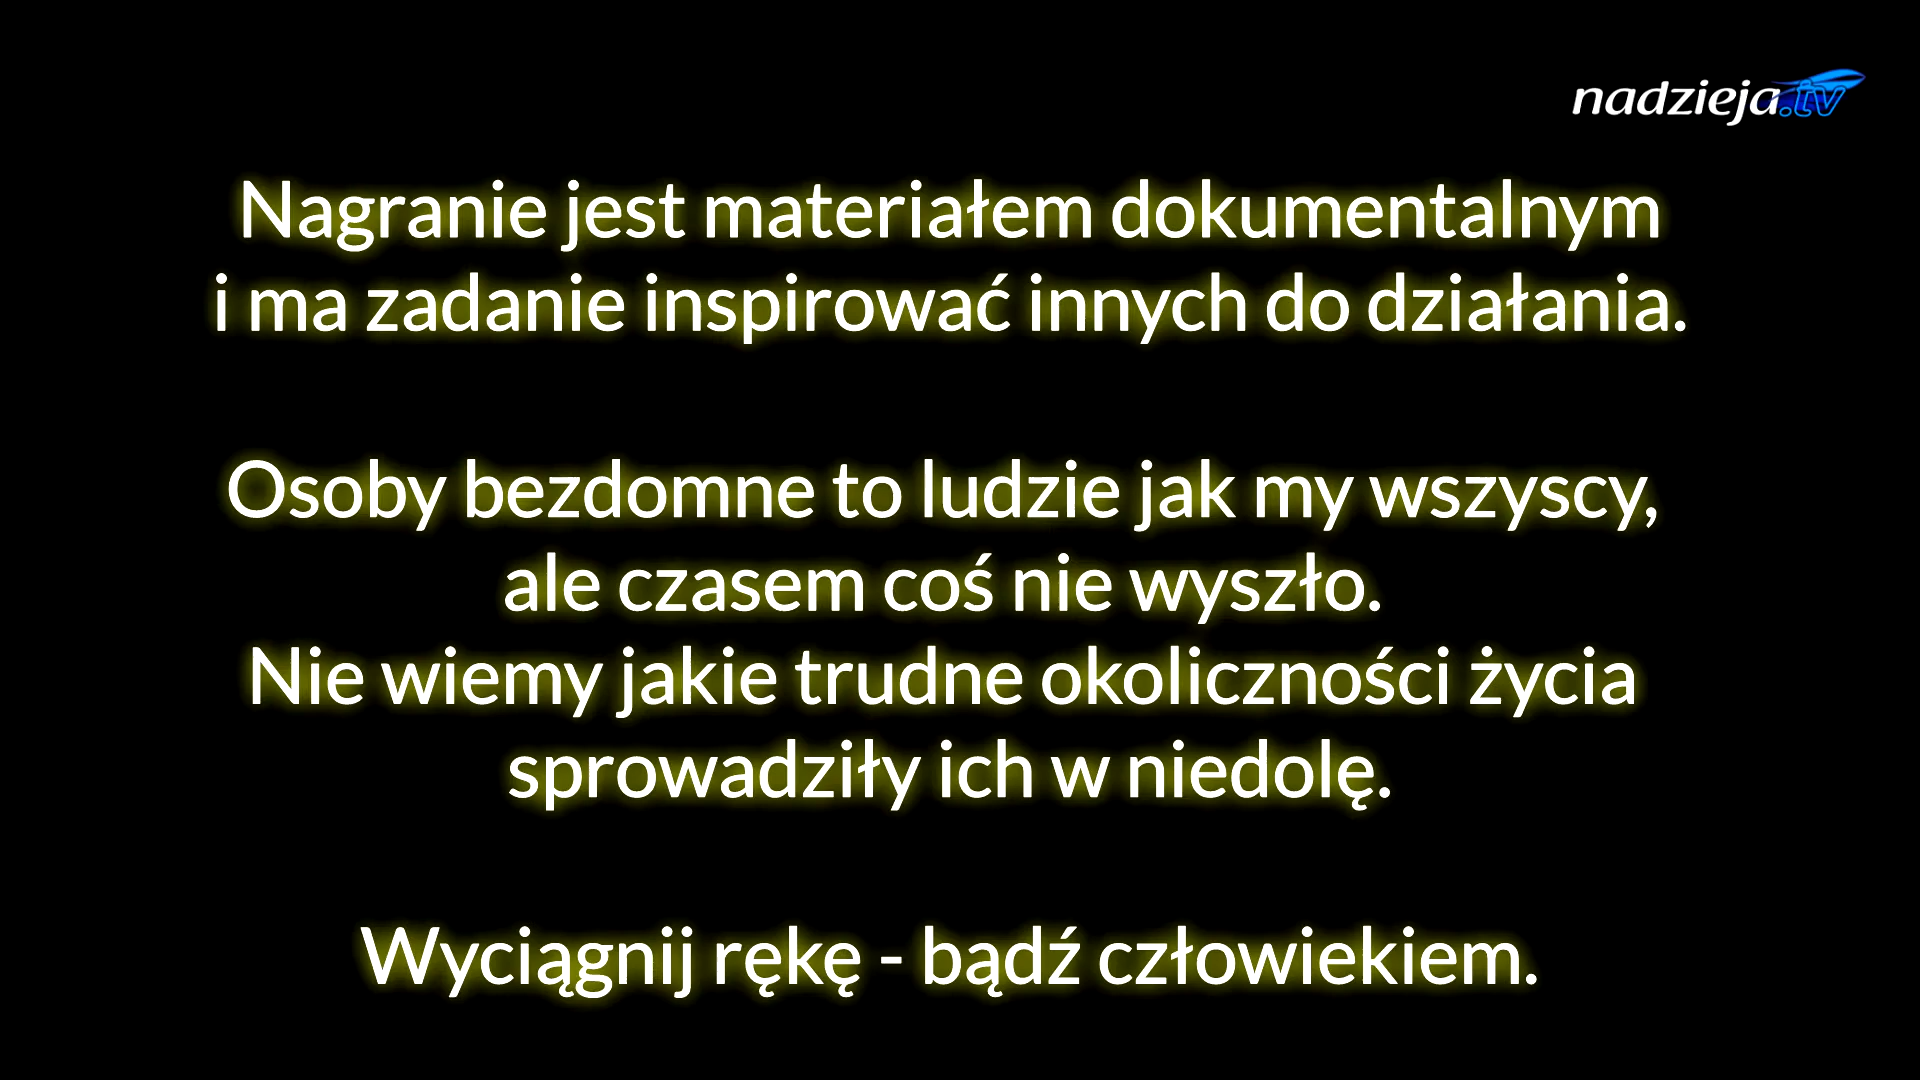 nadzieja.tv
Nagranie jest materiałem dokumentalnym
i ma zadanie inspirować innych do działania.
Osoby bezdomne to ludzie jak my wszyscy,
ale czasem coś nie wyszło.
Nie wiemy jakie trudne okoliczności życia
sprowadziły ich w niedolę.
Wyciągnij rękę - bądź człowiekiem.